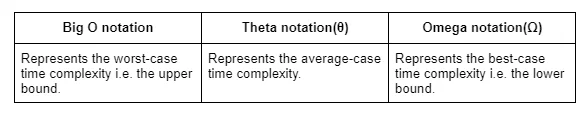 Big O notation
Theta notation(θ)
Omega notation(Ω)
Represents the worst-case
time complexity i.e. the upper
bound.
Represents the average-case
time complexity.
Represents the best-case
time complexity i.e. the lower
bound.